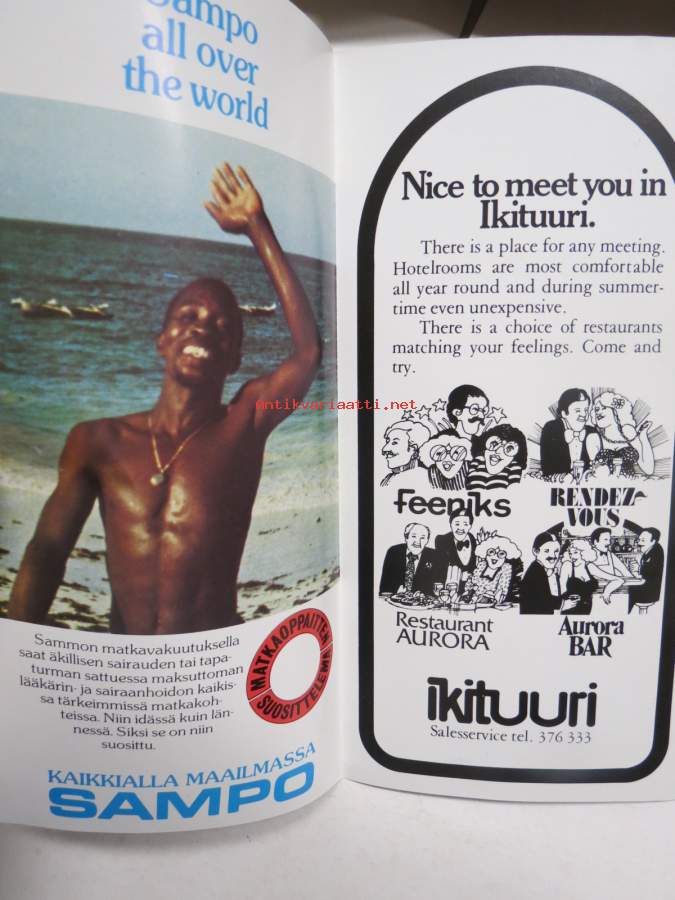 Sampo
all over
the world
Sammon matkavakuutuksella
saat äkillisen sairauden tai tapa-
turman sattuessa maksuttoman
lääkärin- ja sairaanhoidon kaikis-
sa tärkeimmissä matkakoh-
teissa. Niin idässä kuin län-
nessä. Siksi se on niin
suosittu.
MATKAOPPAITTEN
SUOSITTELEMA
KAIKKIALLA MAAILMASSA
SAMPO
Nice to meet you in
Ikituuri.
There is a place for any meeting.
Hotelrooms are most comfortable
all year round and during summer-
time even unexpensive.
There is a choice of restaurants
matching your feelings. Come and
try.
Antikvariaatti.net
feeniks
RENDEZ-
VOUS
Restaurant
AURORA
Aurora
BAR
ikituuri
Salesservice tel. 376 333